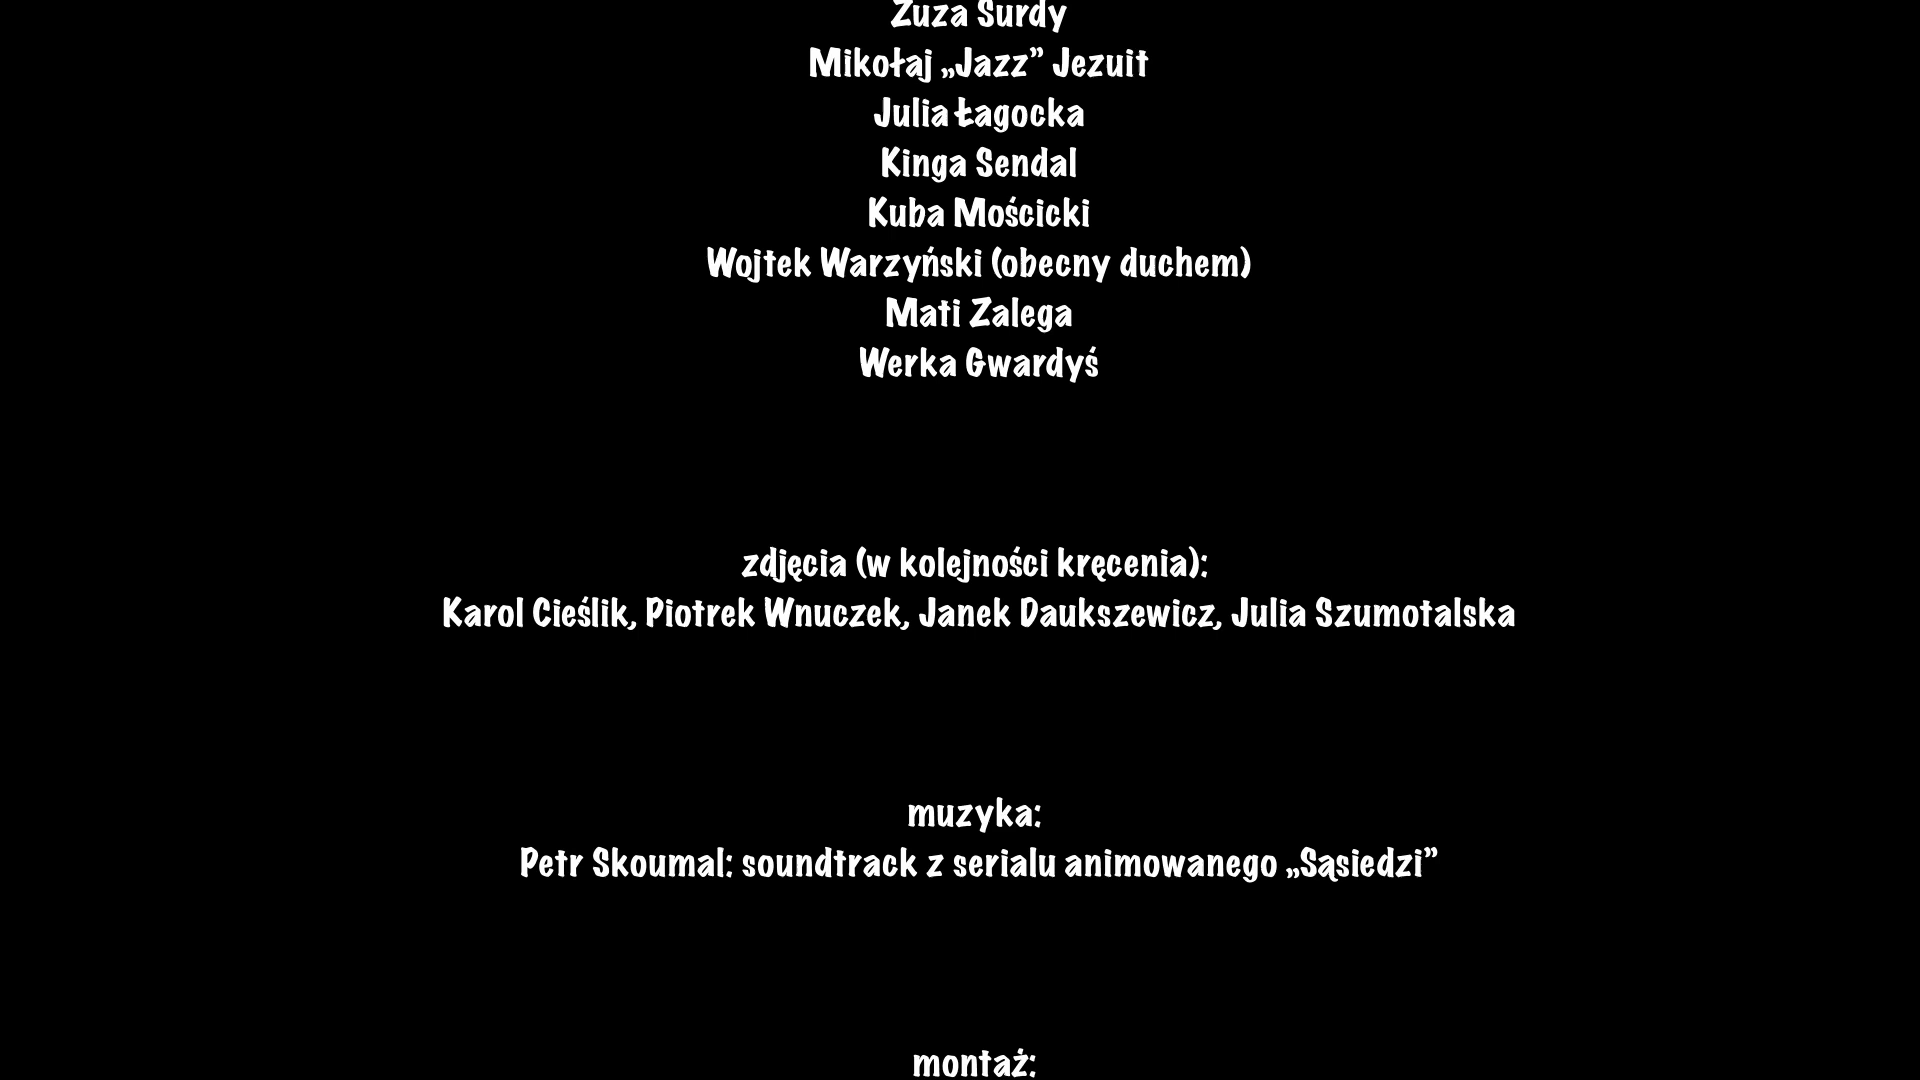 Zuza Surdy
Mikołaj „Jazz” Jezuit
Julia Łagocka
Kinga Sendal
Kuba Mościcki
Wojtek Warzyński (obecny duchem)
Mati Zalega
Werka Gwardyś
zdjęcia (w kolejności kręcenia):
Karol Cieślik, Piotrek Wnuczek, Janek Daukszewicz, Julia Szumotalska
muzyka:
Petr Skoumal: soundtrack z serialu animowanego „Sąsiedzi”
montaż: